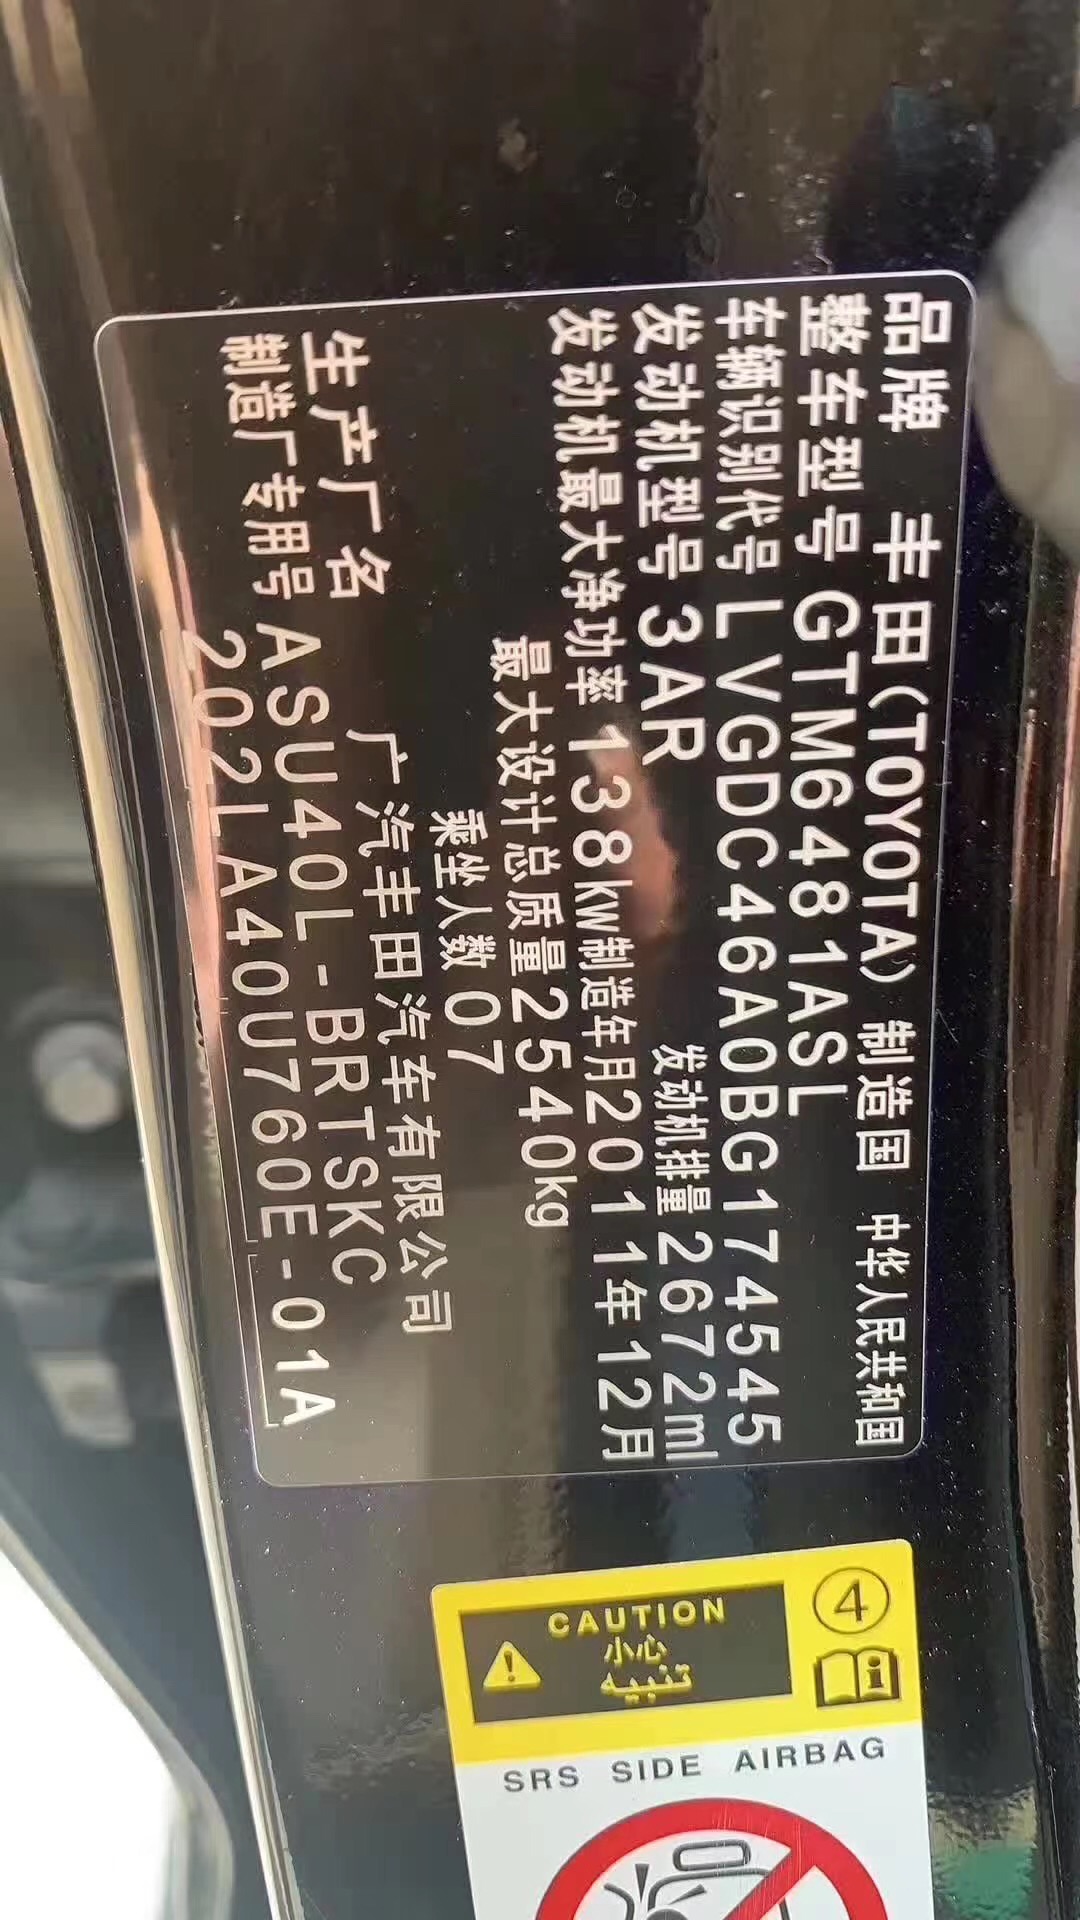 品牌 丰田(TOYOTA) 制造国 中华人民共和国
整车型号 GTM6481ASL
车辆识别代号 LVGDC46A0BG174545
发动机型号 3AR 发动机排量 2672ml
发动机最大净功率 138kw 制造年月 2011年12月
最大设计总质量 2540kg
乘坐人数 07
生产厂名 广汽丰田汽车有限公司
制造厂专用号 ASU40L-BRTSKC
202LA40U760E-01A
④
CAUTION
小心
تنبيه
SRS SIDE AIRBAG